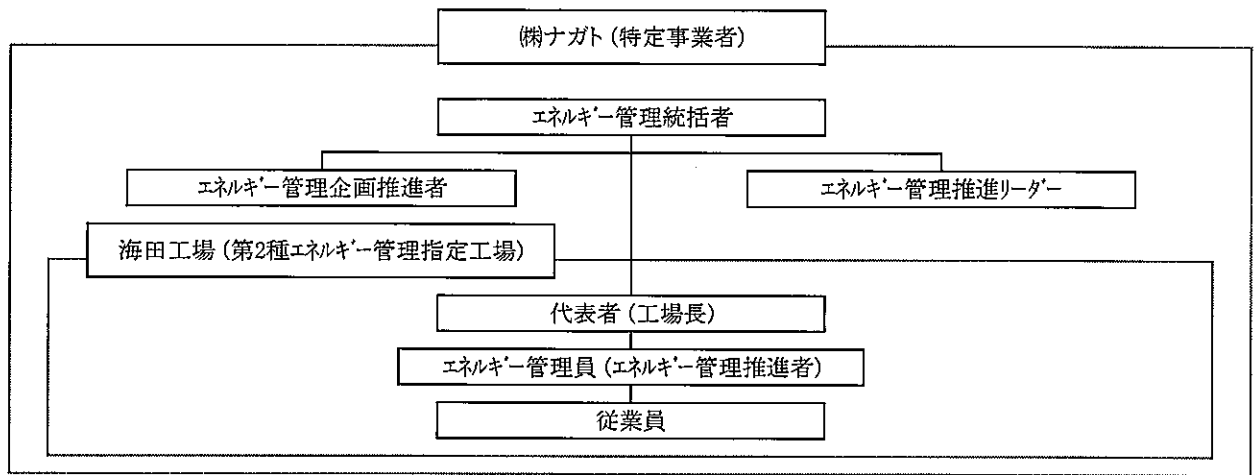 ㈱ナガト (特定事業者)
エネルギー管理統括者
エネルギー管理企画推進者
エネルギー管理推進リーダー
海田工場 (第2種エネルギー管理指定工場)
代表者 (工場長)
エネルギー管理員 (エネルギー管理推進者)
従業員